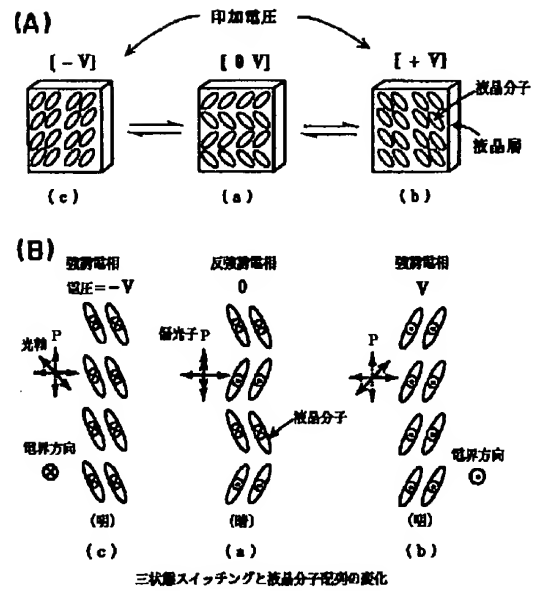 (A)
印加電圧
[－V]
[0 V]
[＋V]
液晶分子
液晶層
(c)
(a)
(b)
(B)
強誘電相
電圧＝－V
反強誘電相
0
強誘電相
V
光軸
P
偏光子P
P
液晶分子
電界方向
電界方向
(明)
(暗)
(明)
(c)
(a)
(b)
三状態スイッチングと液晶分子配列の変化